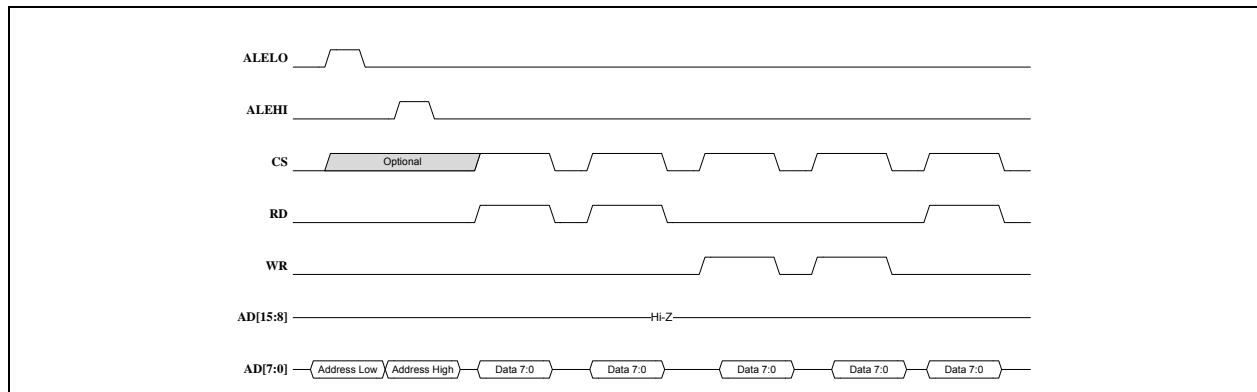 ALELO
ALEHI
CS Optional
RD
WR
AD[15:8] Hi-Z
AD[7:0] Address Low Address High Data 7:0 Data 7:0 Data 7:0 Data 7:0 Data 7:0